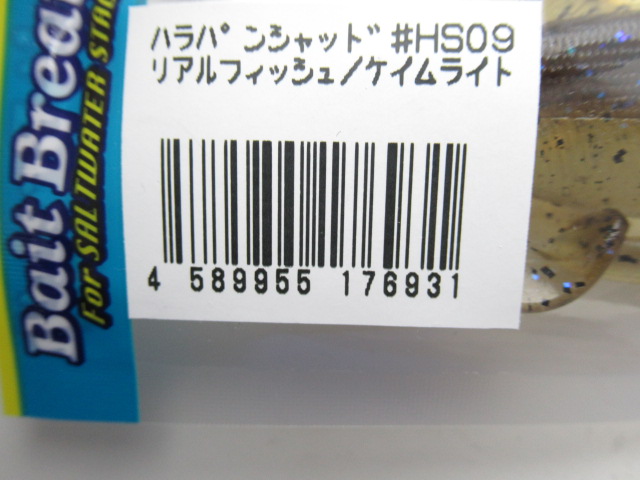 ハラパンシャッド #HS09
リアルフィッシュ/ケイムライト
4 589955 176931
Bait Brea
For SALTWATER STAG